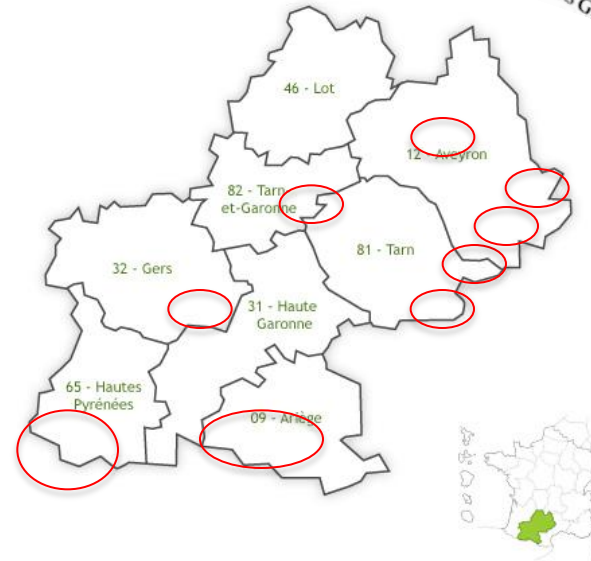 46 - Lot
12 - Aveyron
82 - Tarn
et-Garonne
81 - Tarn
32 - Gers
31 - Haute
Garonne
65 - Hautes
Pyrénées
09 - Ariège